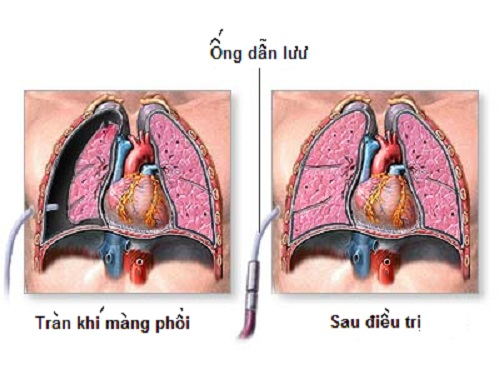 Ống dẫn lưu
Tràn khí màng phổi
Sau điều trị